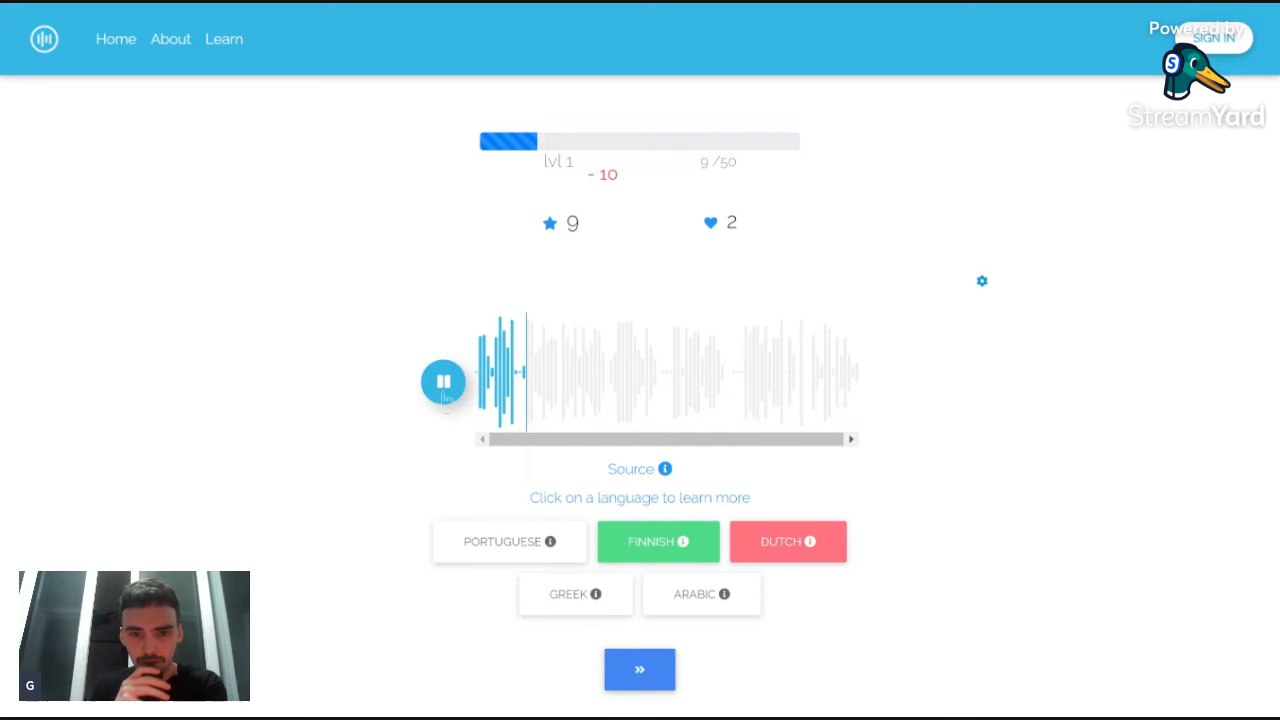 Home About Learn
Powered by
SIGN IN
S
StreamYard
lvl 1
9 /50
- 10
9
2
Source
Click on a language to learn more
PORTUGUESE
FINNISH
DUTCH
GREEK
ARABIC
»
G